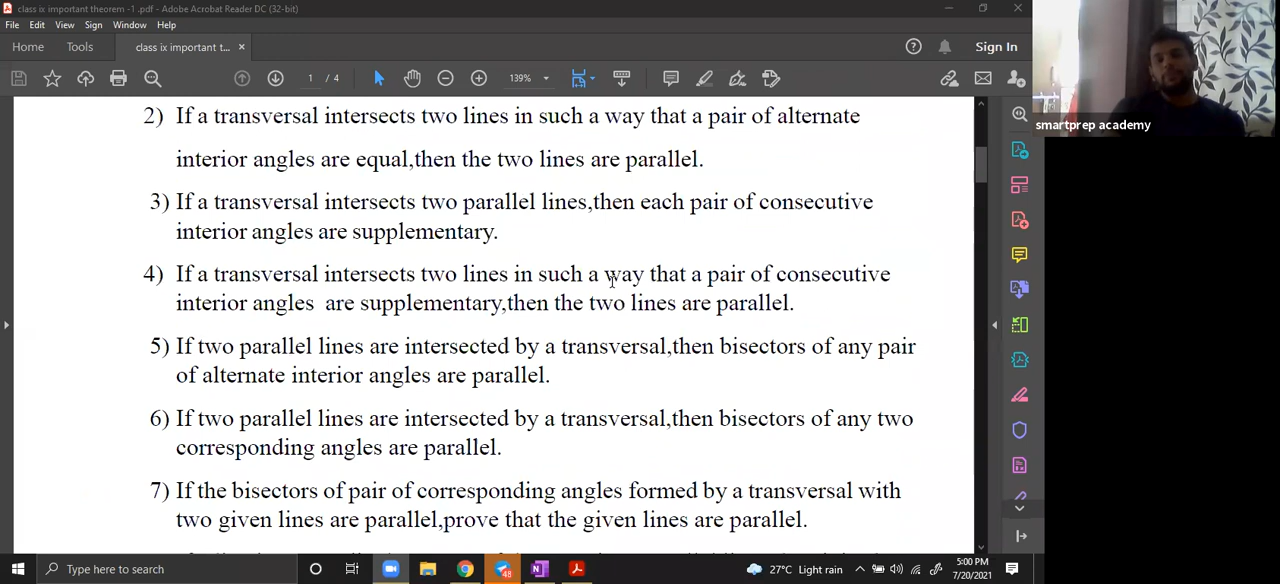 class ix important theorem -1 .pdf - Adobe Acrobat Reader DC (32-bit)
File Edit View Sign Window Help
Home Tools class ix important t... × Sign In
1 / 4 139%
smartprep academy
2) If a transversal intersects two lines in such a way that a pair of alternate
interior angles are equal,then the two lines are parallel.
3) If a transversal intersects two parallel lines,then each pair of consecutive
interior angles are supplementary.
4) If a transversal intersects two lines in such a way that a pair of consecutive
interior angles are supplementary,then the two lines are parallel.
5) If two parallel lines are intersected by a transversal,then bisectors of any pair
of alternate interior angles are parallel.
6) If two parallel lines are intersected by a transversal,then bisectors of any two
corresponding angles are parallel.
7) If the bisectors of pair of corresponding angles formed by a transversal with
two given lines are parallel,prove that the given lines are parallel.
Type here to search
48
27°C Light rain
5:00 PM
7/20/2021